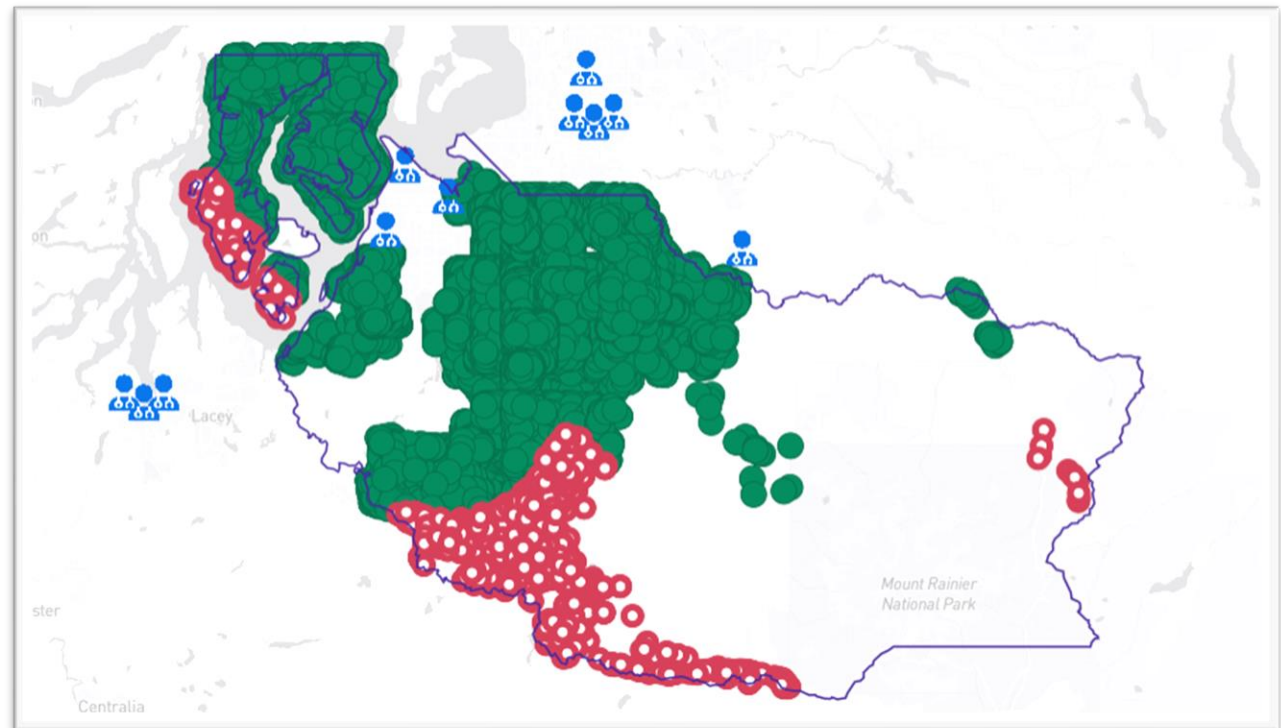 n
on
Lacey
Mount Rainier
National Park
ster
Centralia